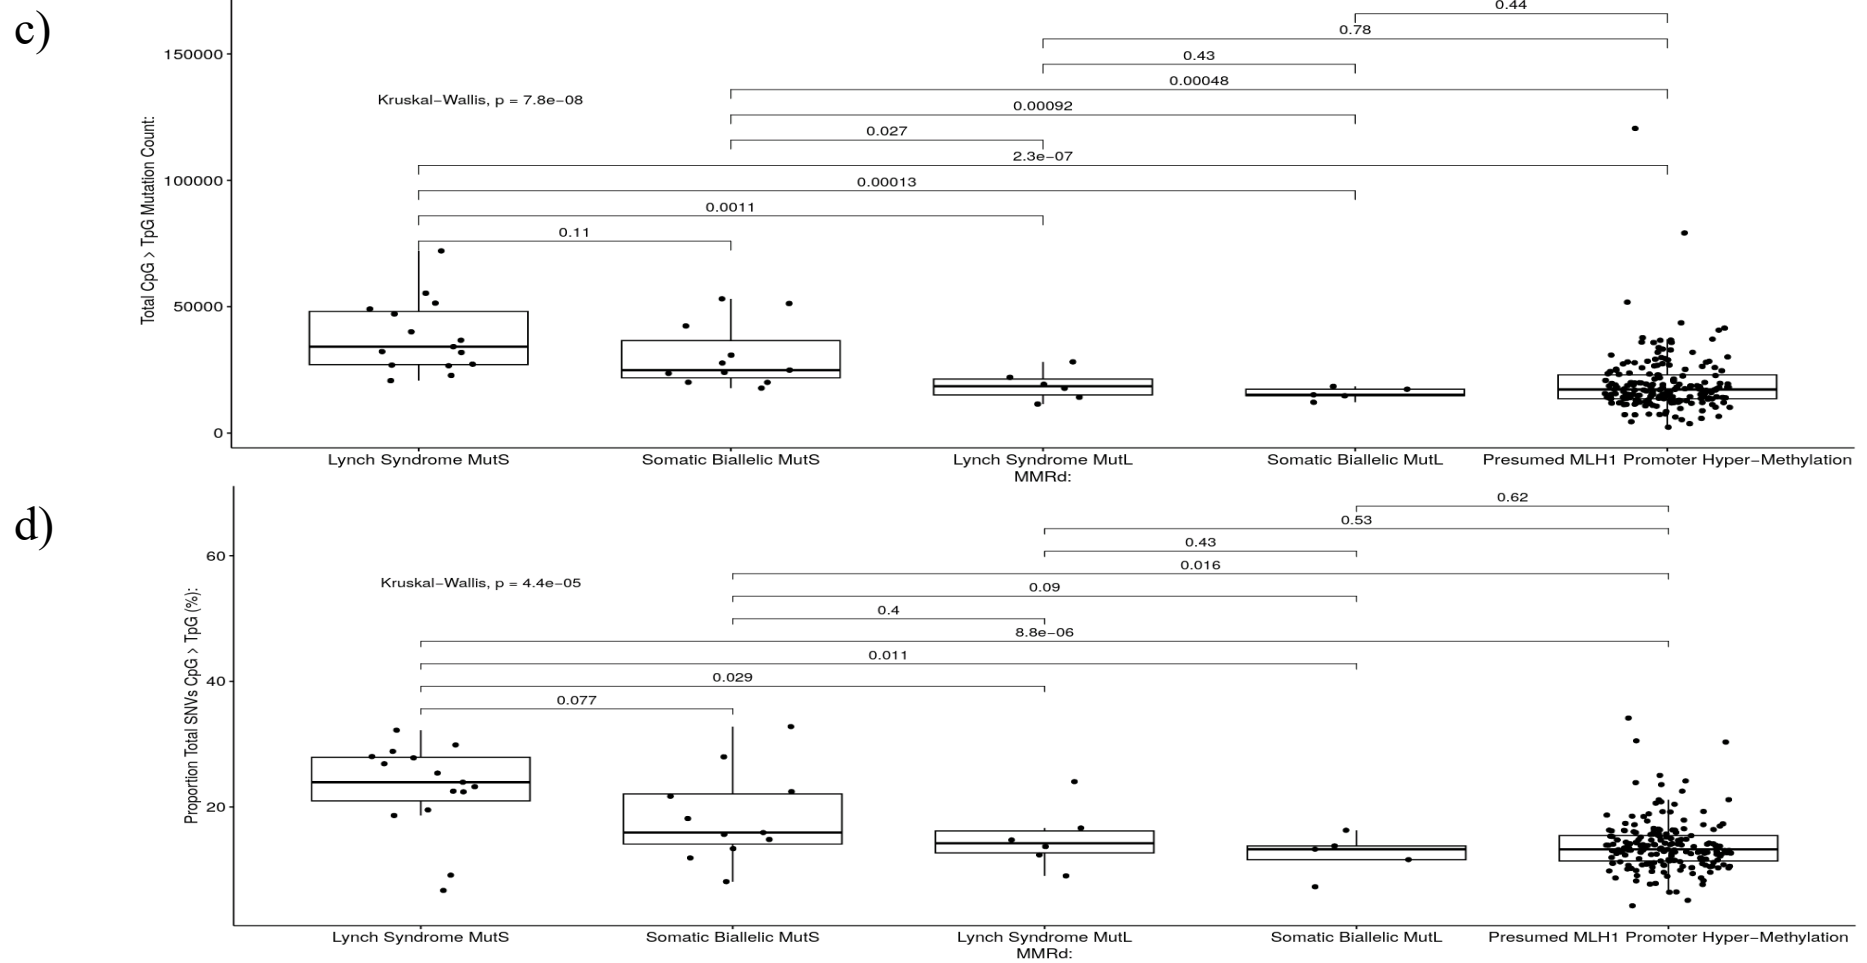 c)
0.44
0.78
150000
0.43
0.00048
Kruskal−Wallis, p = 7.8e−08
0.00092
0.027
2.3e−07
100000
0.00013
0.0011
0.11
50000
0
Total CpG > TpG Mutation Count:
Lynch Syndrome MutS
Somatic Biallelic MutS
Lynch Syndrome MutL
Somatic Biallelic MutL
Presumed MLH1 Promoter Hyper−Methylation
MMRd:
d)
0.62
0.53
60
0.43
0.016
Kruskal−Wallis, p = 4.4e−05
0.09
0.4
8.8e−06
0.011
40
0.029
0.077
20
Proportion Total SNVs CpG > TpG (%):
Lynch Syndrome MutS
Somatic Biallelic MutS
Lynch Syndrome MutL
Somatic Biallelic MutL
Presumed MLH1 Promoter Hyper−Methylation
MMRd: